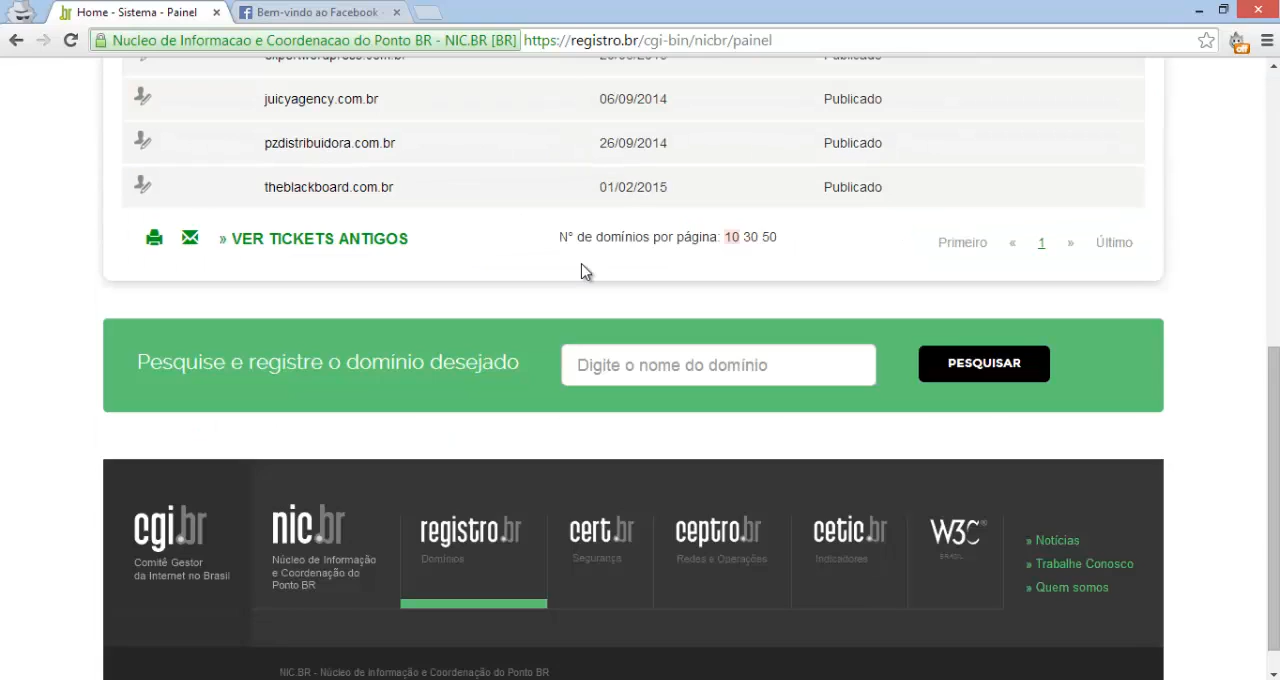 Home - Sistema - Painel
Bem-vindo ao Facebook
Nucleo de Informacao e Coordenacao do Ponto BR - NIC.BR [BR] https://registro.br/cgi-bin/nicbr/painel
off
Publicado
juicyagency.com.br 06/09/2014 Publicado
pzdistribuidora.com.br 26/09/2014 Publicado
theblackboard.com.br 01/02/2015 Publicado
» VER TICKETS ANTIGOS
N° de domínios por página: 10 30 50
Primeiro « 1 » Último
Pesquise e registre o domínio desejado
Digite o nome do domínio
PESQUISAR
cgi.br
Comitê Gestor
da Internet no Brasil
nic.br
Núcleo de Informação
e Coordenação do
Ponto BR
registro.br
Domínios
cert.br
Segurança
ceptro.br
Redes e Operações
cetic.br
Indicadores
W3C®
BRASIL
» Notícias
» Trabalhe Conosco
» Quem somos
NIC.BR - Núcleo de informação e Coordenação do Ponto BR